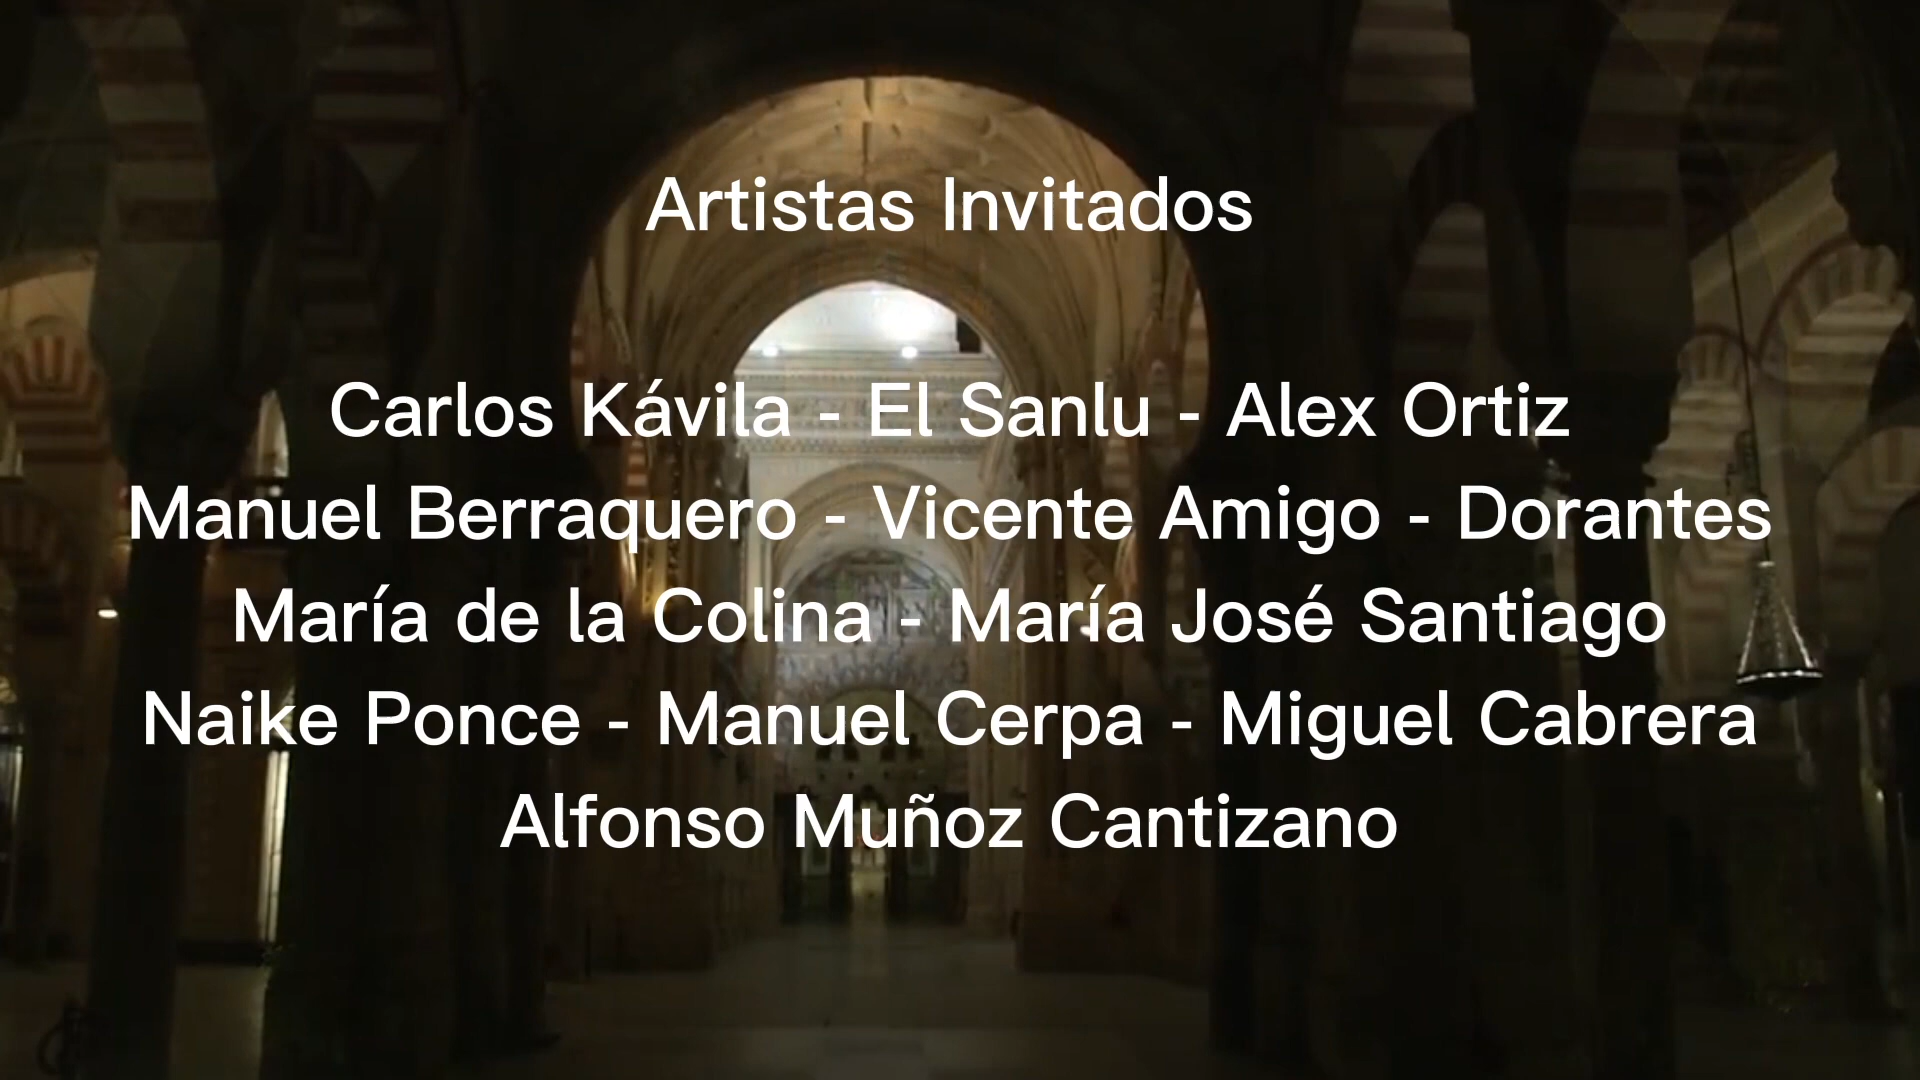 Artistas Invitados
Carlos Kávila - El Sanlu - Alex Ortiz
Manuel Berraquero - Vicente Amigo - Dorantes
María de la Colina - María José Santiago
Naike Ponce - Manuel Cerpa - Miguel Cabrera
Alfonso Muñoz Cantizano